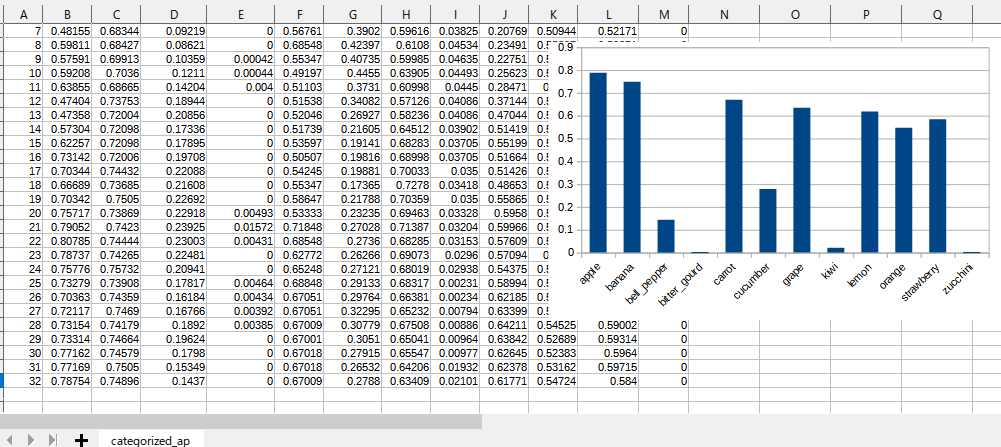 A B C D E F G H I J K L M N O P Q
7 0.48155 0.68344 0.09219 0 0.56761 0.3902 0.59616 0.03825 0.20769 0.50944 0.52171 0
8 0.59811 0.68427 0.08621 0 0.68548 0.42397 0.6108 0.04534 0.23491
9 0.57591 0.69913 0.10359 0.00042 0.55347 0.40735 0.59985 0.04635 0.22751
10 0.59208 0.7036 0.1211 0.00044 0.49197 0.4455 0.63905 0.04493 0.25623
11 0.63855 0.68665 0.14204 0.004 0.51103 0.3731 0.60998 0.0445 0.28471
12 0.47404 0.73753 0.18944 0 0.51538 0.34082 0.57126 0.04086 0.37144
13 0.47358 0.72004 0.20856 0 0.52046 0.26927 0.58236 0.04086 0.47044
14 0.57304 0.72098 0.17336 0 0.51739 0.21605 0.64512 0.03902 0.51419
15 0.62257 0.72098 0.17895 0 0.53597 0.19141 0.68283 0.03705 0.55199
16 0.73142 0.72006 0.19708 0 0.50507 0.19816 0.68998 0.03705 0.51664
17 0.70344 0.74432 0.22088 0 0.54245 0.19881 0.70033 0.035 0.51426
18 0.66689 0.73685 0.21608 0 0.55347 0.17365 0.7278 0.03418 0.48653
19 0.70342 0.7505 0.22692 0 0.58647 0.21788 0.70359 0.035 0.55865
20 0.75717 0.73869 0.22918 0.00493 0.53333 0.23235 0.69463 0.03328 0.5958
21 0.79052 0.7423 0.23925 0.01572 0.71848 0.27028 0.71387 0.03204 0.59966
22 0.80785 0.74444 0.23003 0.00431 0.68548 0.2736 0.68285 0.03153 0.57609
23 0.78737 0.74265 0.22481 0 0.62772 0.26266 0.69073 0.0296 0.57094
24 0.75776 0.75732 0.20941 0 0.65248 0.27121 0.68019 0.02938 0.54375
25 0.73279 0.73908 0.17817 0.00464 0.68848 0.29133 0.68317 0.00231 0.58994
26 0.70363 0.74359 0.16184 0.00434 0.67051 0.29764 0.66381 0.00234 0.62185
27 0.72117 0.7469 0.16766 0.00392 0.67051 0.32295 0.65232 0.00794 0.63399
28 0.73154 0.74179 0.1892 0.00385 0.67009 0.30779 0.67508 0.00886 0.64211 0.54525 0.59002 0
29 0.73314 0.74664 0.19624 0 0.67001 0.3051 0.65041 0.00964 0.63842 0.52689 0.59314 0
30 0.77162 0.74579 0.1798 0 0.67018 0.27915 0.65547 0.00977 0.62645 0.52383 0.5964 0
31 0.77169 0.7505 0.15349 0 0.67018 0.26532 0.64206 0.01932 0.62378 0.53162 0.59715 0
32 0.78754 0.74896 0.1437 0 0.67009 0.2788 0.63409 0.02101 0.61771 0.54724 0.584 0
0.9
0.8
0.7
0.6
0.5
0.4
0.3
0.2
0.1
0
apple banana bell_pepper bitter_gourd carrot cucumber grape kiwi lemon orange strawberry zucchini
categorized_ap